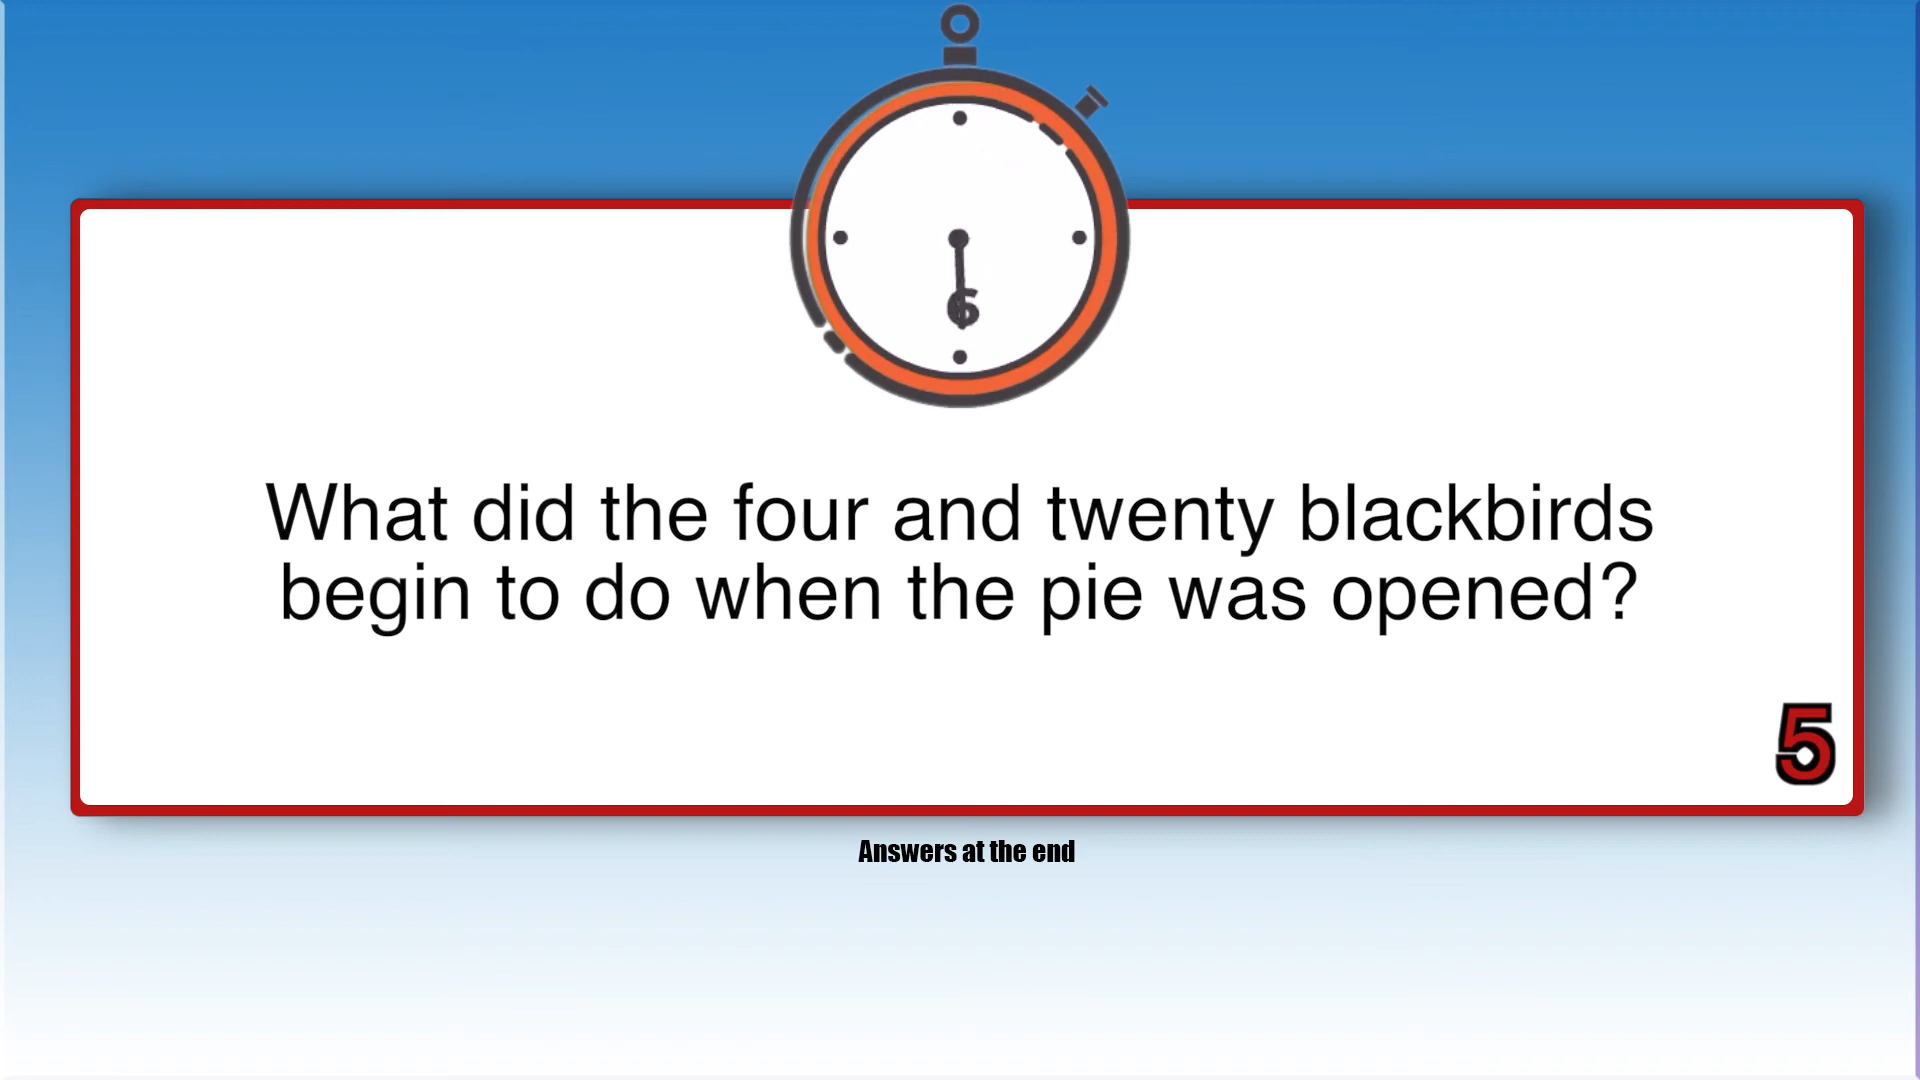 6
What did the four and twenty blackbirds
begin to do when the pie was opened?
5
Answers at the end